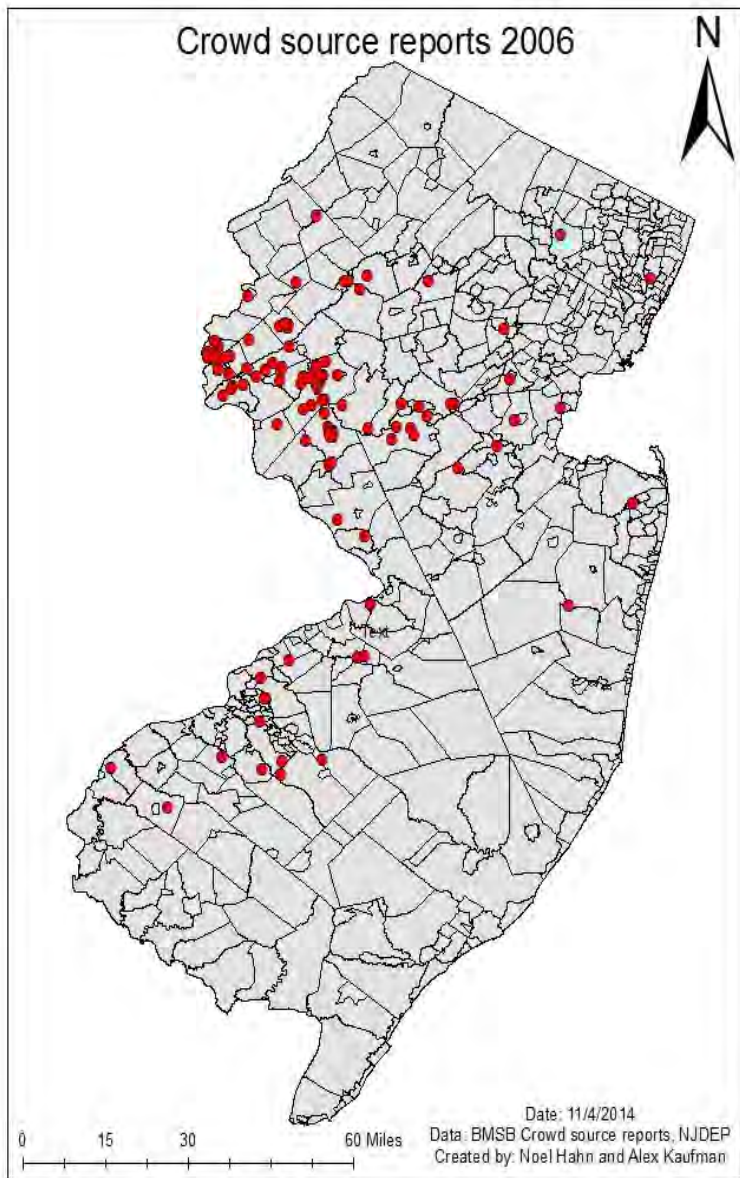 Crowd source reports 2006
N
Text
0 15 30 60 Miles
Date: 11/4/2014
Data: BMSB Crowd source reports, NJDEP
Created by: Noel Hahn and Alex Kaufman